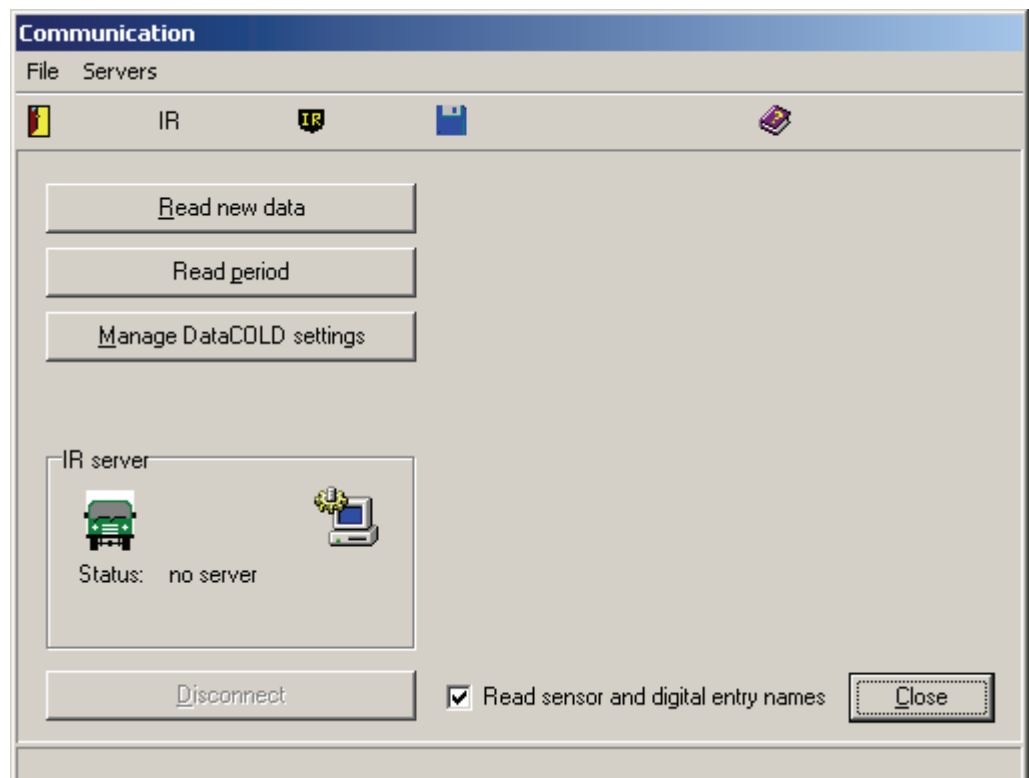 Communication
File Servers
IR IR
Read new data
Read period
Manage DataCOLD settings
IR server
Status: no server
Disconnect Read sensor and digital entry names Close